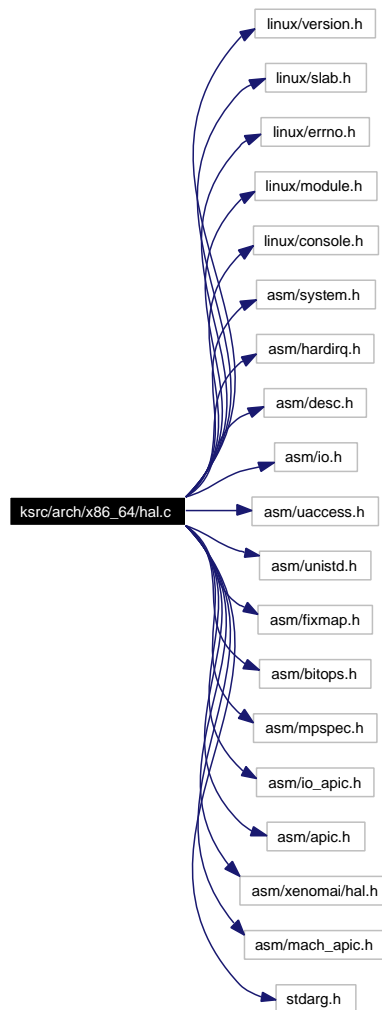 linux/version.h
linux/slab.h
linux/errno.h
linux/module.h
linux/console.h
asm/system.h
asm/hardirq.h
asm/desc.h
asm/io.h
ksrc/arch/x86_64/hal.c
asm/uaccess.h
asm/unistd.h
asm/fixmap.h
asm/bitops.h
asm/mpspec.h
asm/io_apic.h
asm/apic.h
asm/xenomai/hal.h
asm/mach_apic.h
stdarg.h